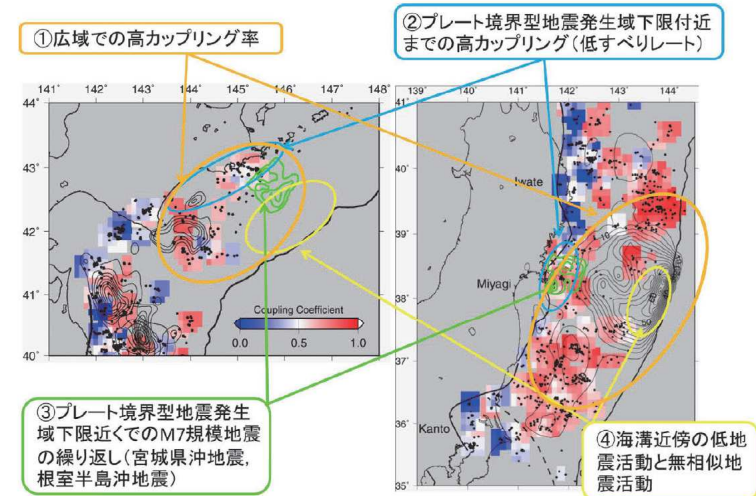 ①広域での高カップリング率
②プレート境界型地震発生域下限付近
までの高カップリング(低すべりレート)
141° 142° 143° 144° 145° 146° 147° 148°
44°
43°
42°
41°
40°
Coupling Coefficient
0.0 0.5 1.0
139° 140° 141° 142° 143° 144°
41°
40°
39°
38°
37°
36°
35°
Iwate
Miyagi
Kanto
③プレート境界型地震発生
域下限近くでのM7規模地震
の繰り返し(宮城県沖地震,
根室半島沖地震)
④海溝近傍の低地
震活動と無相似地
震活動